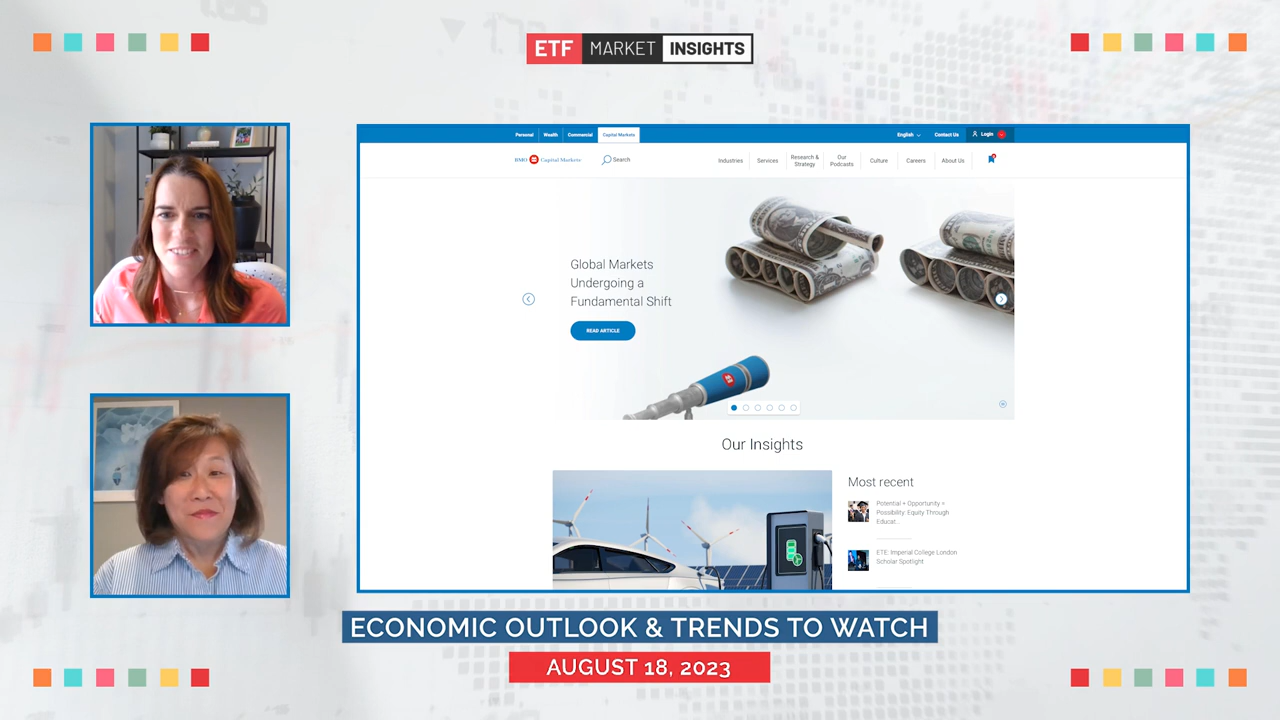 ETF MARKET INSIGHTS
Personal Wealth Commercial Capital Markets English Contact Us Login
BMO Capital Markets Search Industries Services Research & Strategy Our Podcasts Culture Careers About Us
Global Markets
Undergoing a
Fundamental Shift
READ ARTICLE
Our Insights
Most recent
Potential + Opportunity =
Possibility: Equity Through
Educat...
ETE: Imperial College London
Scholar Spotlight
ECONOMIC OUTLOOK & TRENDS TO WATCH
AUGUST 18, 2023